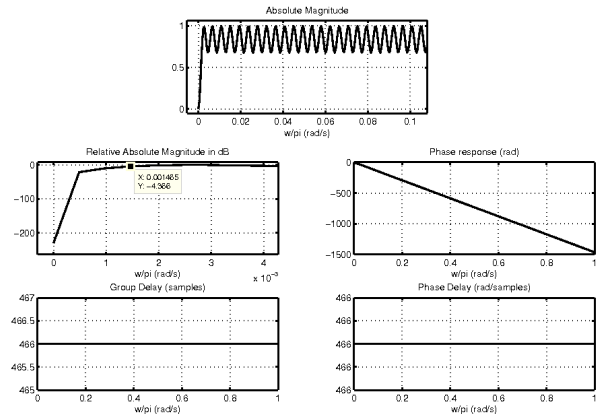 Absolute Magnitude
1
0.5
0
0 0.02 0.04 0.06 0.08 0.1
w/pi (rad/s)
Relative Absolute Magnitude in dB
0
-100
-200
X: 0.001465
Y: -4.366
0 1 2 3 4
w/pi (rad/s)
x 10⁻³
Phase response (rad)
0
-500
-1000
-1500
0 0.2 0.4 0.6 0.8 1
w/pi (rad/s)
Group Delay (samples)
467
466.5
466
465.5
465
0 0.2 0.4 0.6 0.8 1
w/pi (rad/s)
Phase Delay (rad/samples)
466
466
466
466
466
0 0.2 0.4 0.6 0.8 1
w/pi (rad/s)